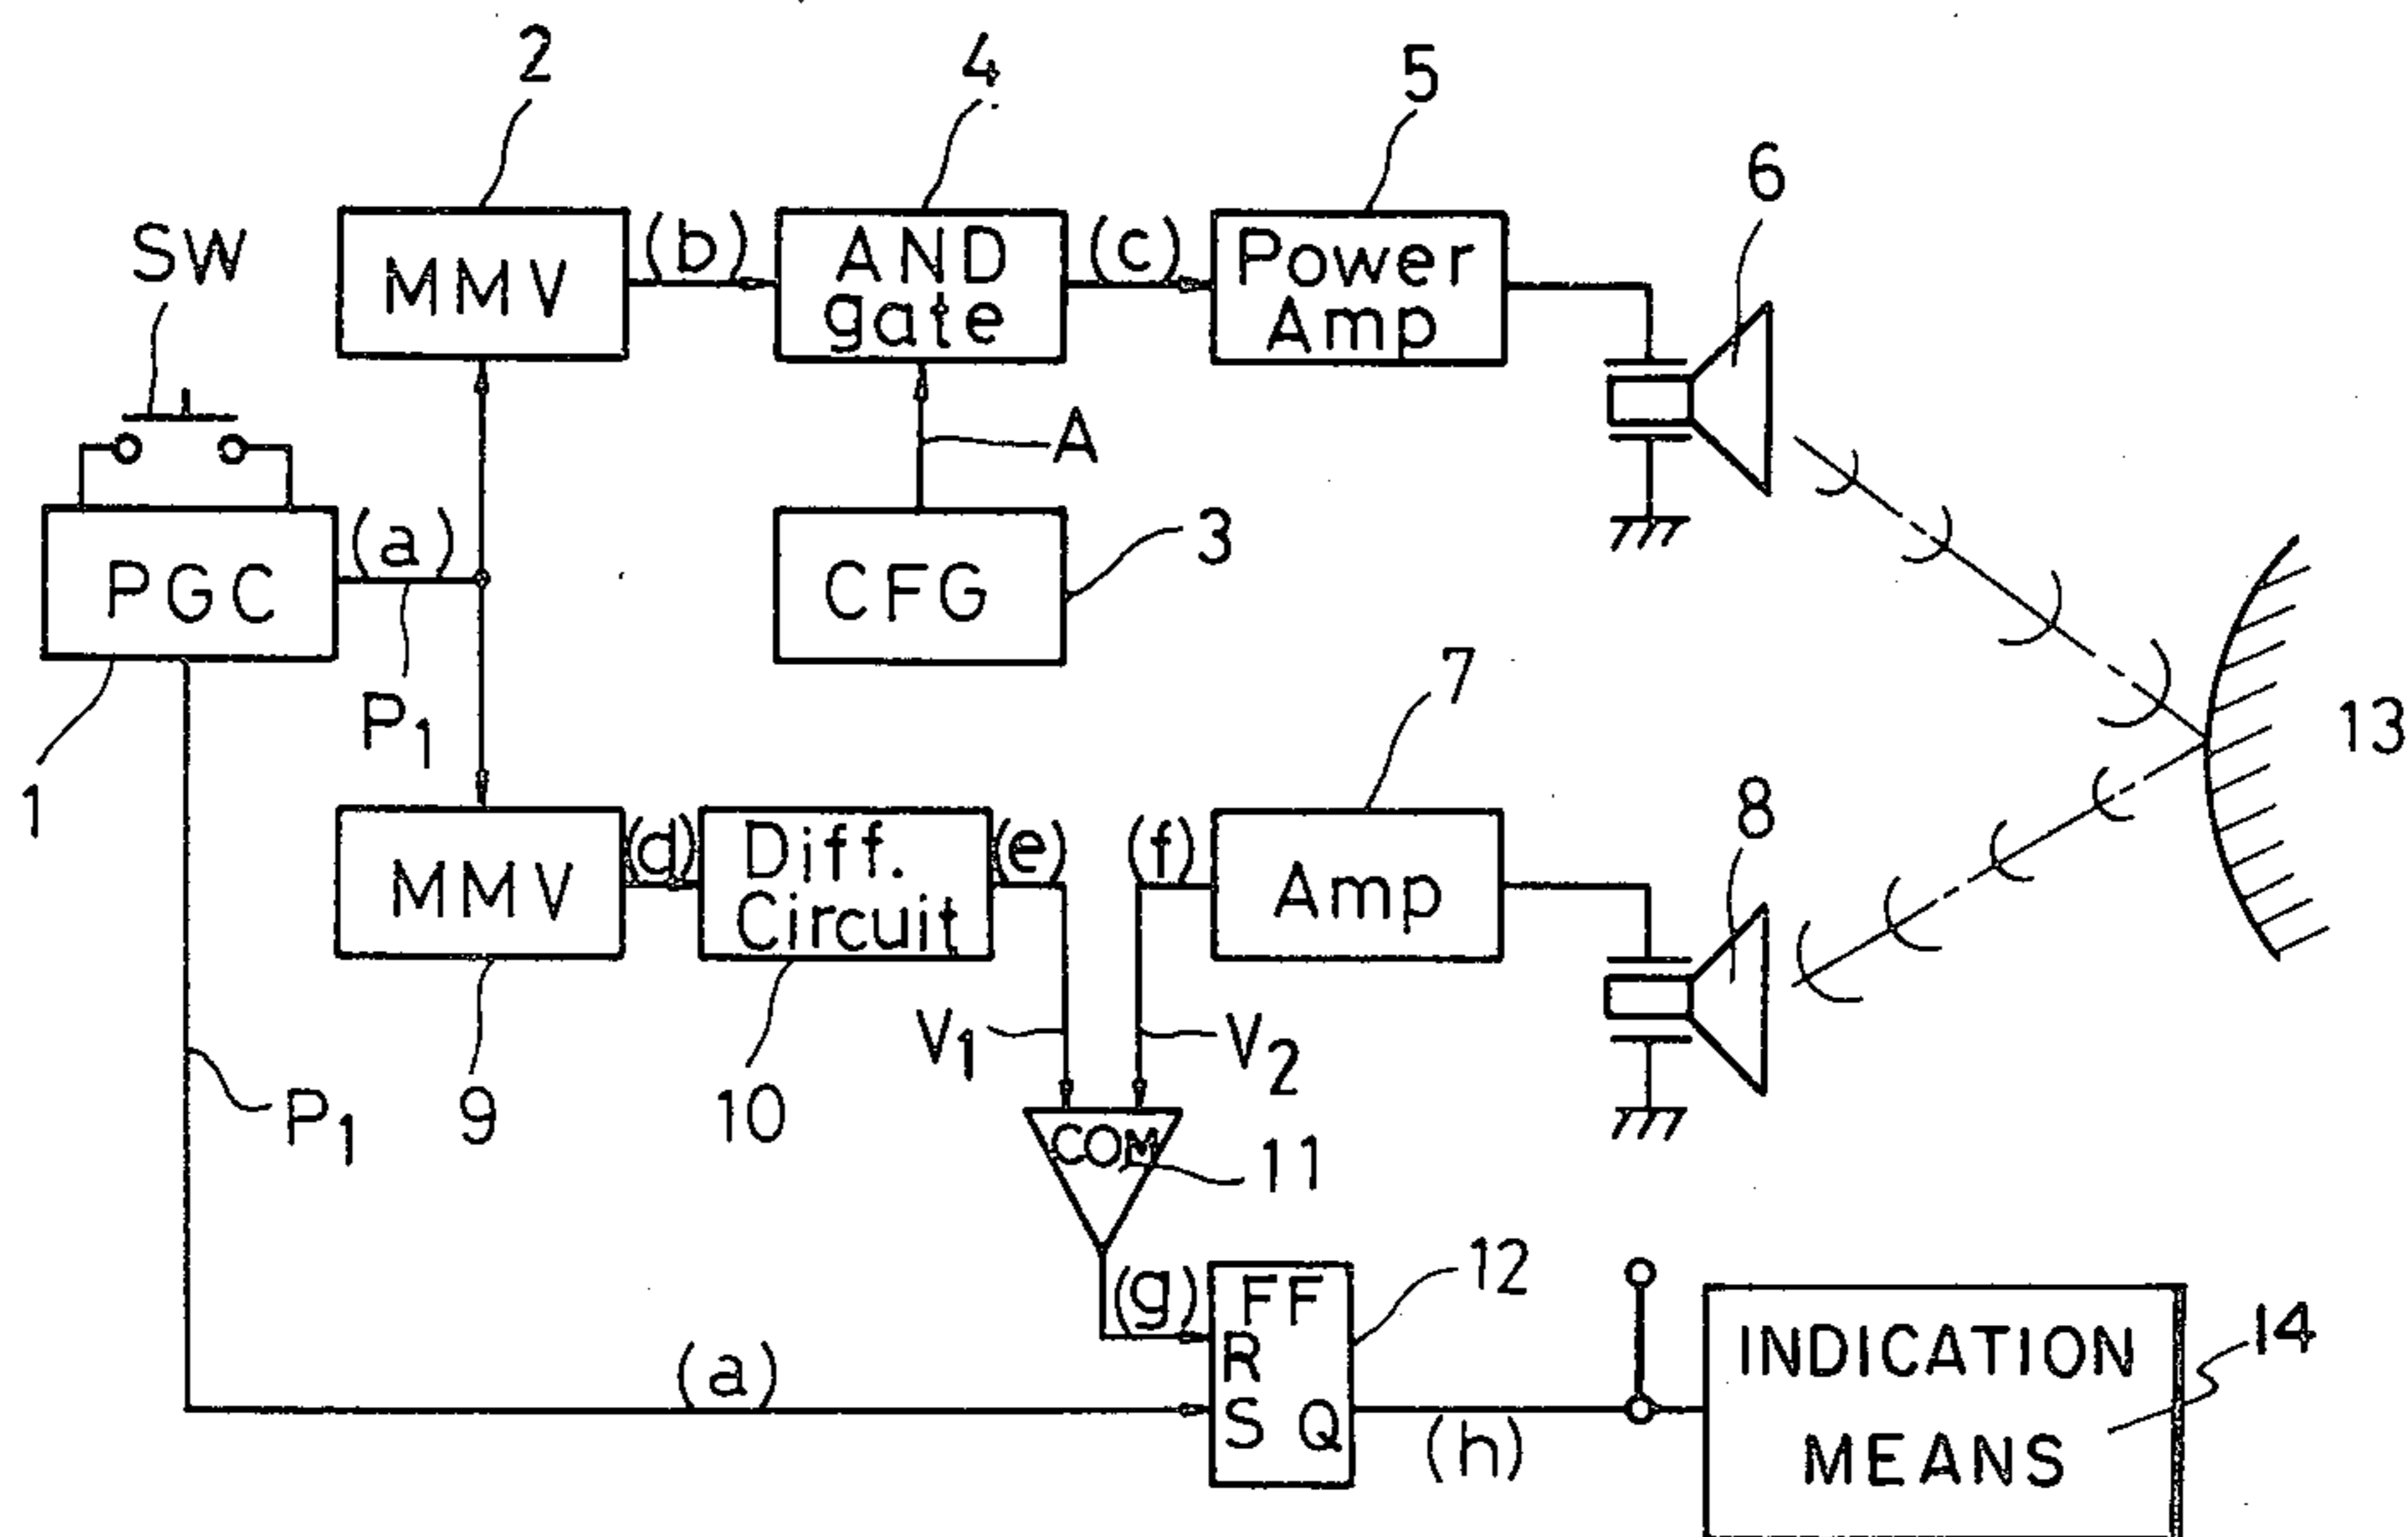 2
4
5
6
SW
MMV
(b)
AND
gate
(c)
Power
Amp
A
PGC
(a)
CFG
3
P1
1
7
13
8
MMV
(d)
Diff.
Circuit
(e)
(f)
Amp
V1
V2
P1
9
10
COM
11
(g)
FF
R
S Q
12
(a)
(h)
INDICATION
MEANS
14